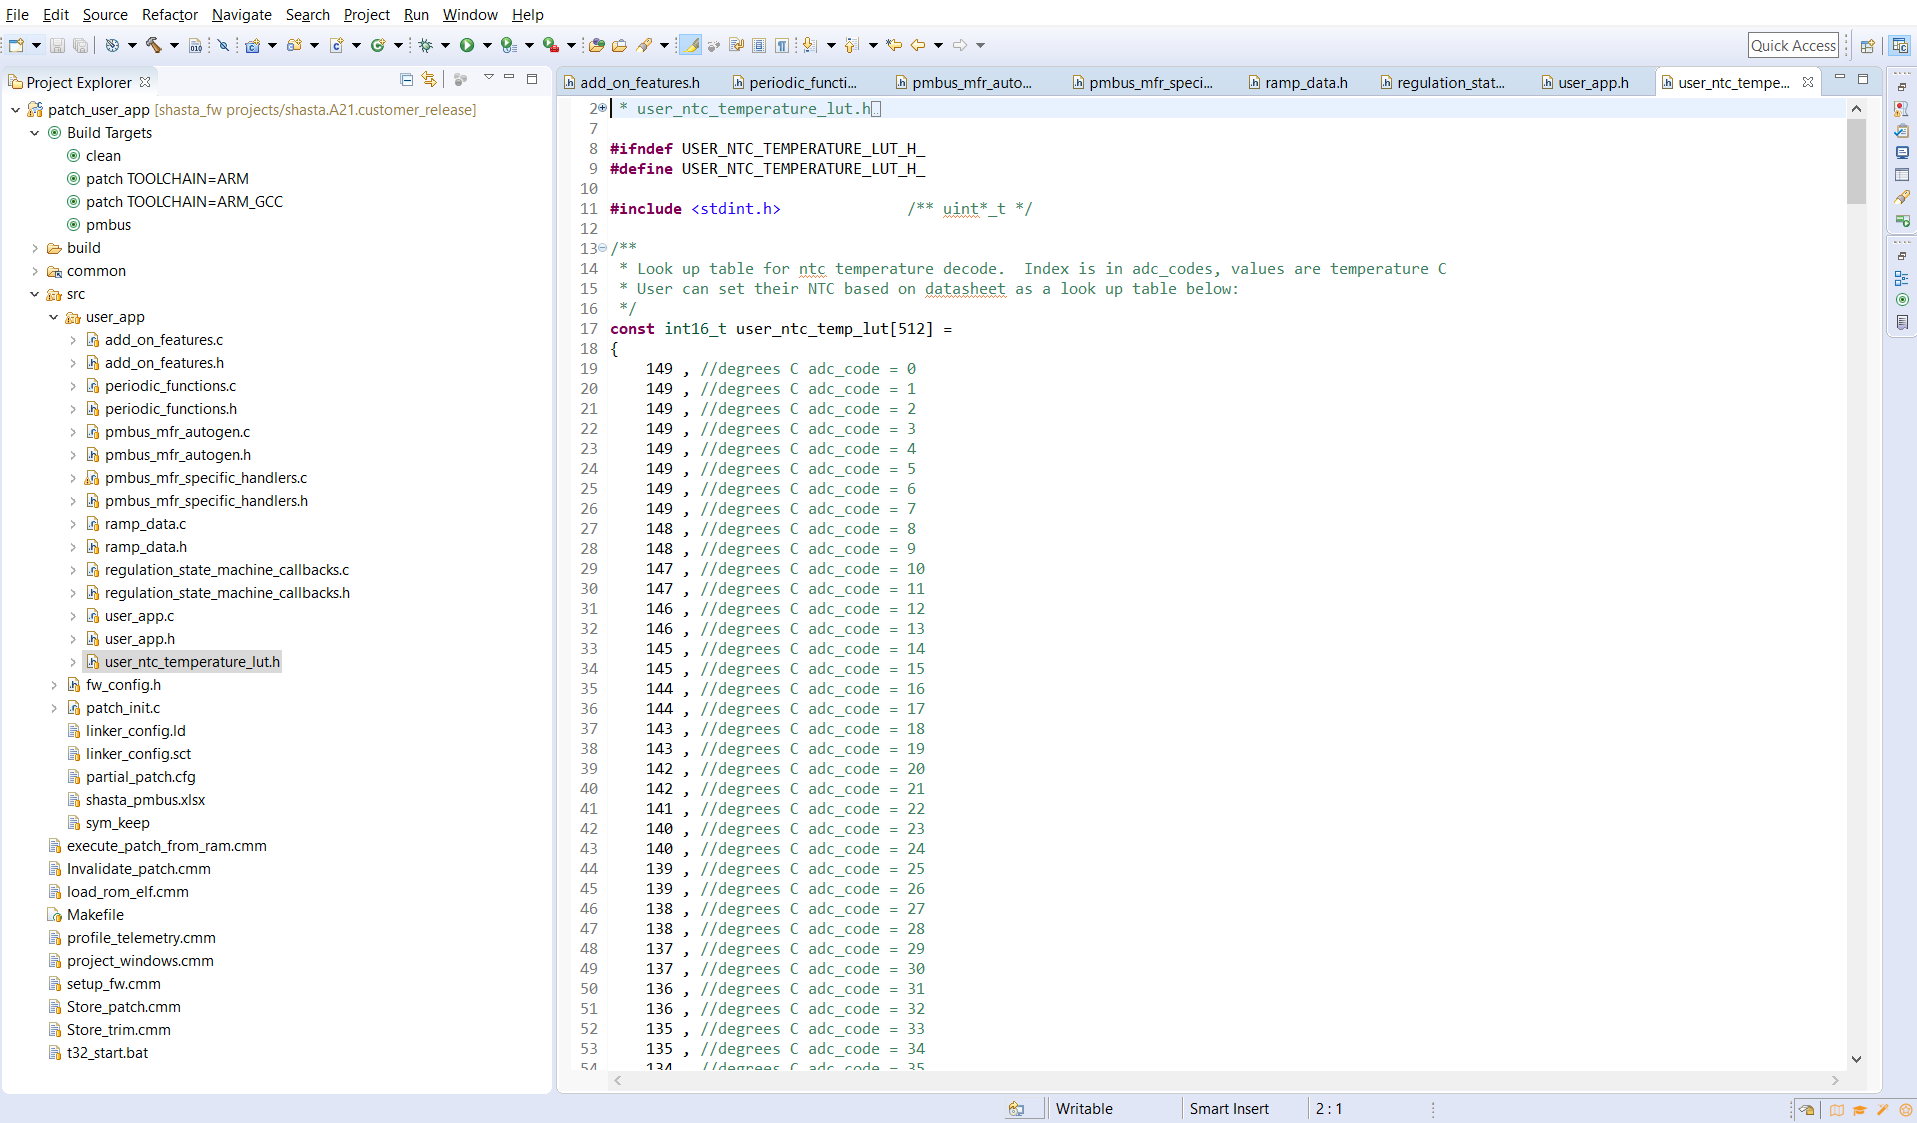 File Edit Source Refactor Navigate Search Project Run Window Help
Quick Access
Project Explorer
add_on_features.h periodic_functi... pmbus_mfr_auto... pmbus_mfr_speci... ramp_data.h regulation_stat... user_app.h user_ntc_tempe...
patch_user_app [shasta_fw projects/shasta.A21.customer_release]
Build Targets
clean
patch TOOLCHAIN=ARM
patch TOOLCHAIN=ARM_GCC
pmbus
build
common
src
user_app
add_on_features.c
add_on_features.h
periodic_functions.c
periodic_functions.h
pmbus_mfr_autogen.c
pmbus_mfr_autogen.h
pmbus_mfr_specific_handlers.c
pmbus_mfr_specific_handlers.h
ramp_data.c
ramp_data.h
regulation_state_machine_callbacks.c
regulation_state_machine_callbacks.h
user_app.c
user_app.h
user_ntc_temperature_lut.h
fw_config.h
patch_init.c
linker_config.ld
linker_config.sct
partial_patch.cfg
shasta_pmbus.xlsx
sym_keep
execute_patch_from_ram.cmm
Invalidate_patch.cmm
load_rom_elf.cmm
Makefile
profile_telemetry.cmm
project_windows.cmm
setup_fw.cmm
Store_patch.cmm
Store_trim.cmm
t32_start.bat
2 * user_ntc_temperature_lut.h
7
8 #ifndef USER_NTC_TEMPERATURE_LUT_H_
9 #define USER_NTC_TEMPERATURE_LUT_H_
10
11 #include <stdint.h> /** uint*_t */
12
13 /**
14 * Look up table for ntc temperature decode. Index is in adc_codes, values are temperature C
15 * User can set their NTC based on datasheet as a look up table below:
16 */
17 const int16_t user_ntc_temp_lut[512] =
18 {
19 149 , //degrees C adc_code = 0
20 149 , //degrees C adc_code = 1
21 149 , //degrees C adc_code = 2
22 149 , //degrees C adc_code = 3
23 149 , //degrees C adc_code = 4
24 149 , //degrees C adc_code = 5
25 149 , //degrees C adc_code = 6
26 149 , //degrees C adc_code = 7
27 148 , //degrees C adc_code = 8
28 148 , //degrees C adc_code = 9
29 147 , //degrees C adc_code = 10
30 147 , //degrees C adc_code = 11
31 146 , //degrees C adc_code = 12
32 146 , //degrees C adc_code = 13
33 145 , //degrees C adc_code = 14
34 145 , //degrees C adc_code = 15
35 144 , //degrees C adc_code = 16
36 144 , //degrees C adc_code = 17
37 143 , //degrees C adc_code = 18
38 143 , //degrees C adc_code = 19
39 142 , //degrees C adc_code = 20
40 142 , //degrees C adc_code = 21
41 141 , //degrees C adc_code = 22
42 140 , //degrees C adc_code = 23
43 140 , //degrees C adc_code = 24
44 139 , //degrees C adc_code = 25
45 139 , //degrees C adc_code = 26
46 138 , //degrees C adc_code = 27
47 138 , //degrees C adc_code = 28
48 137 , //degrees C adc_code = 29
49 137 , //degrees C adc_code = 30
50 136 , //degrees C adc_code = 31
51 136 , //degrees C adc_code = 32
52 135 , //degrees C adc_code = 33
53 135 , //degrees C adc_code = 34
54 134 , //degrees C adc_code = 35
Writable Smart Insert 2 : 1